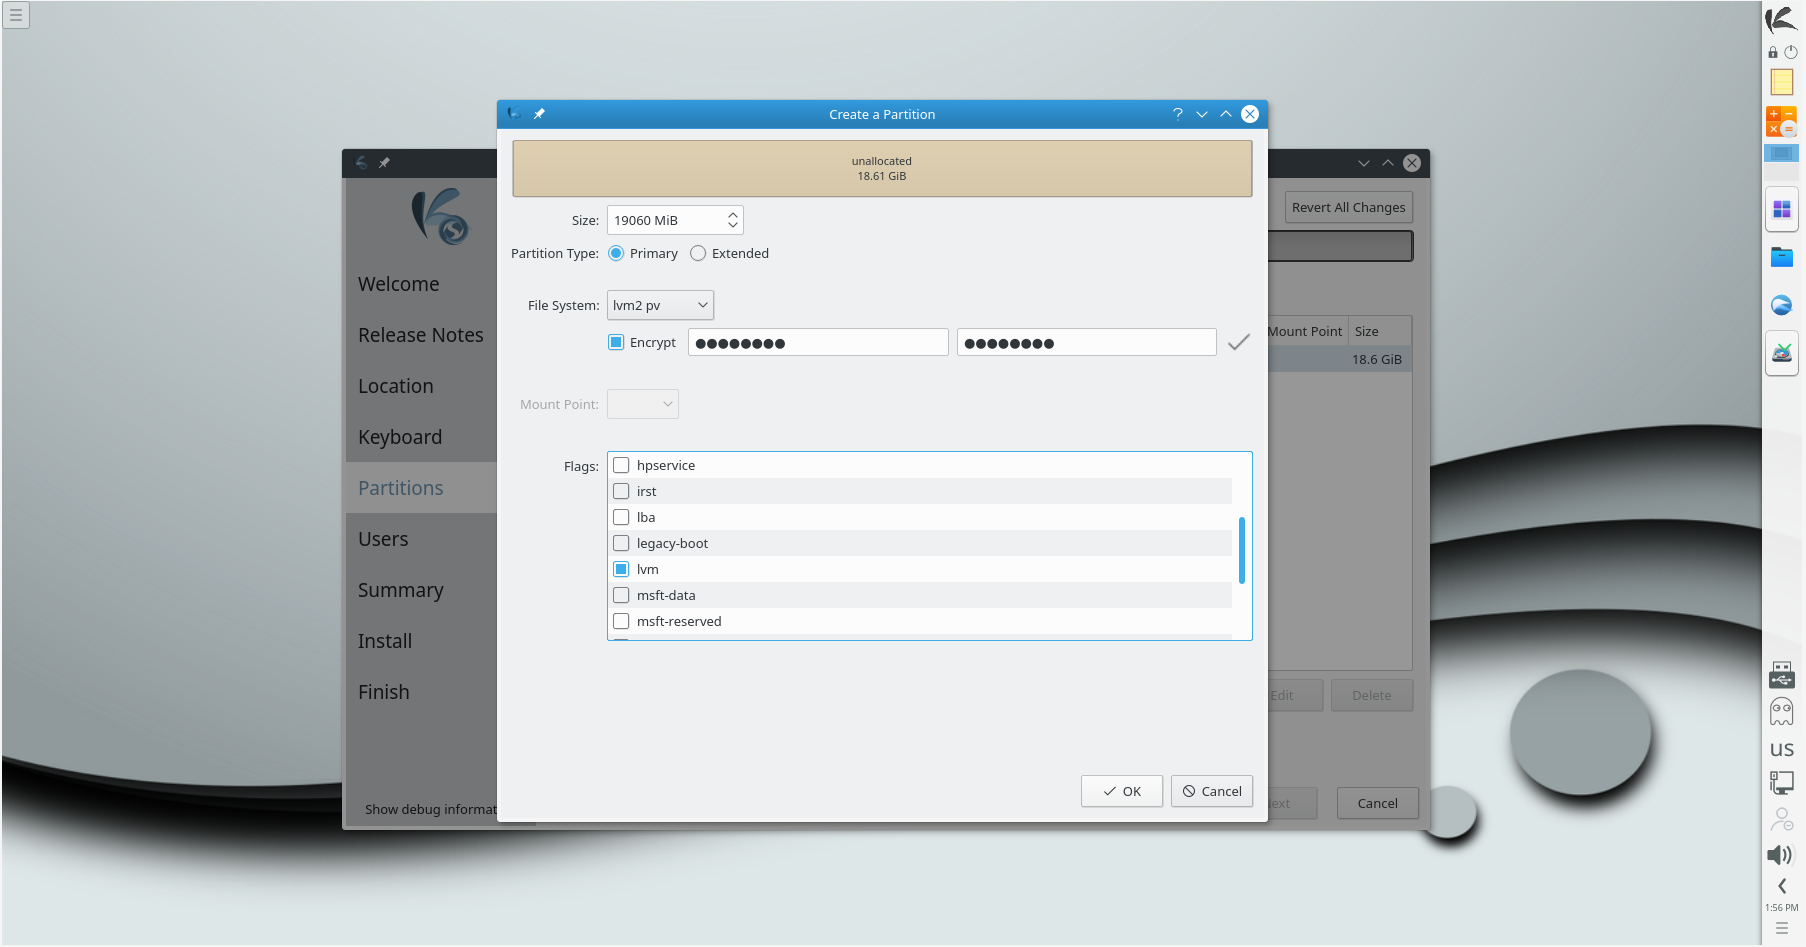 Create a Partition
unallocated
18.61 GiB
Size: 19060 MiB
Partition Type: Primary Extended
File System: lvm2 pv
Encrypt ●●●●●●●● ●●●●●●●●
Mount Point:
Flags:
hpservice
irst
lba
legacy-boot
lvm
msft-data
msft-reserved
OK Cancel
Welcome
Release Notes
Location
Keyboard
Partitions
Users
Summary
Install
Finish
Show debug informat
Revert All Changes
Mount Point Size
18.6 GiB
Edit Delete
Cancel
us
1:56 PM